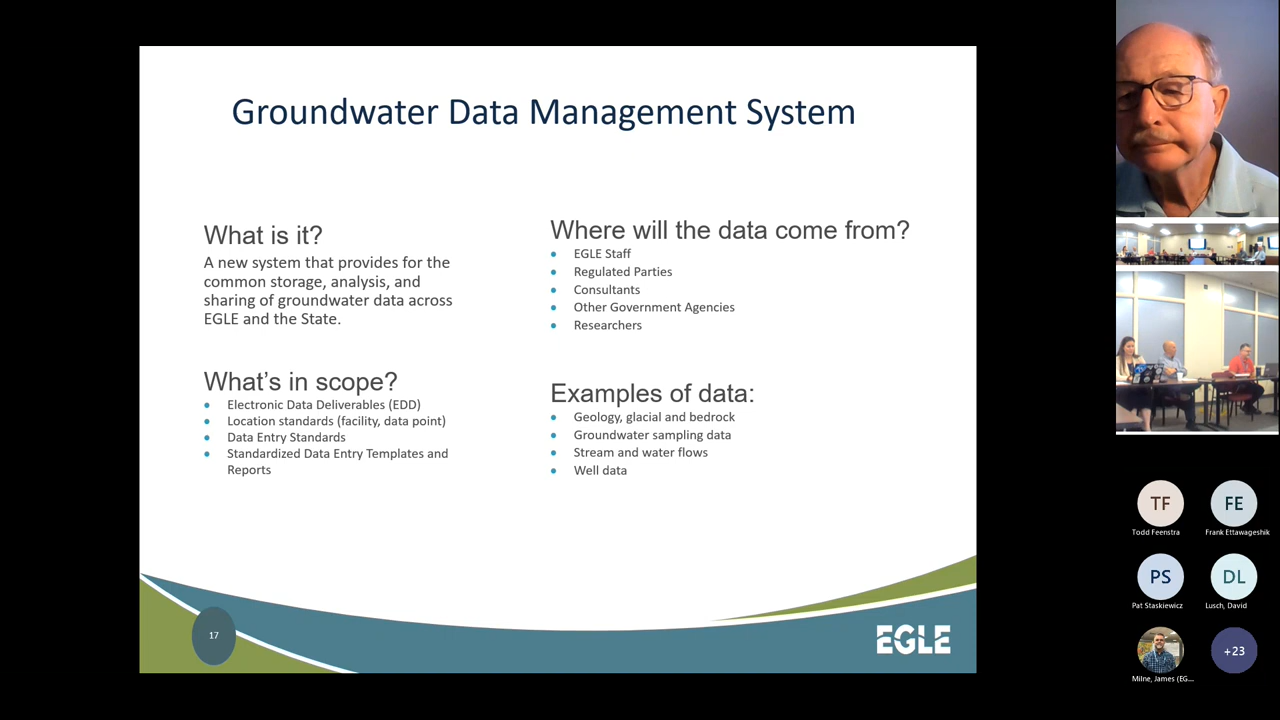 Groundwater Data Management System
What is it?
A new system that provides for the
common storage, analysis, and
sharing of groundwater data across
EGLE and the State.
What's in scope?
Electronic Data Deliverables (EDD)
Location standards (facility, data point)
Data Entry Standards
Standardized Data Entry Templates and
Reports
Where will the data come from?
EGLE Staff
Regulated Parties
Consultants
Other Government Agencies
Researchers
Examples of data:
Geology, glacial and bedrock
Groundwater sampling data
Stream and water flows
Well data
17
EGLE
TF
FE
Todd Feenstra
Frank Ettawageshik
PS
DL
Pat Staskiewicz
Lusch, David
+23
Milne, James (EG...